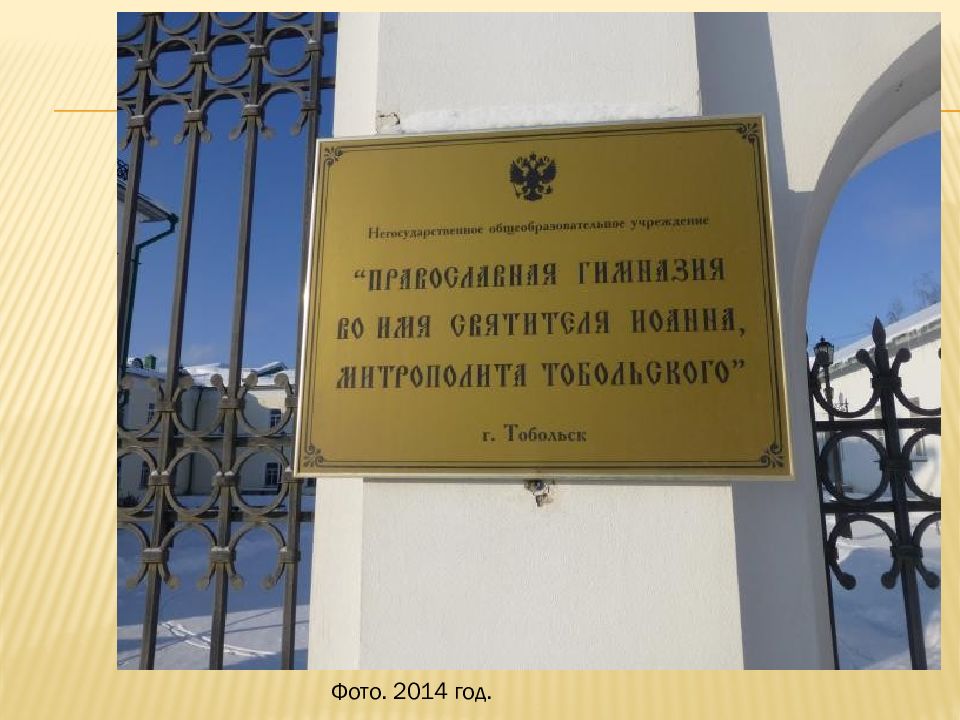 Негосударственное общеобразовательное учреждение
“ПРАВОСЛАВНАЯ ГИМНАЗИЯ
ВО ИМЯ СВЯТИТЕЛЯ ИОАННА,
МИТРОПОЛИТА ТОБОЛЬСКОГО”
г. Тобольск
Фото. 2014 год.